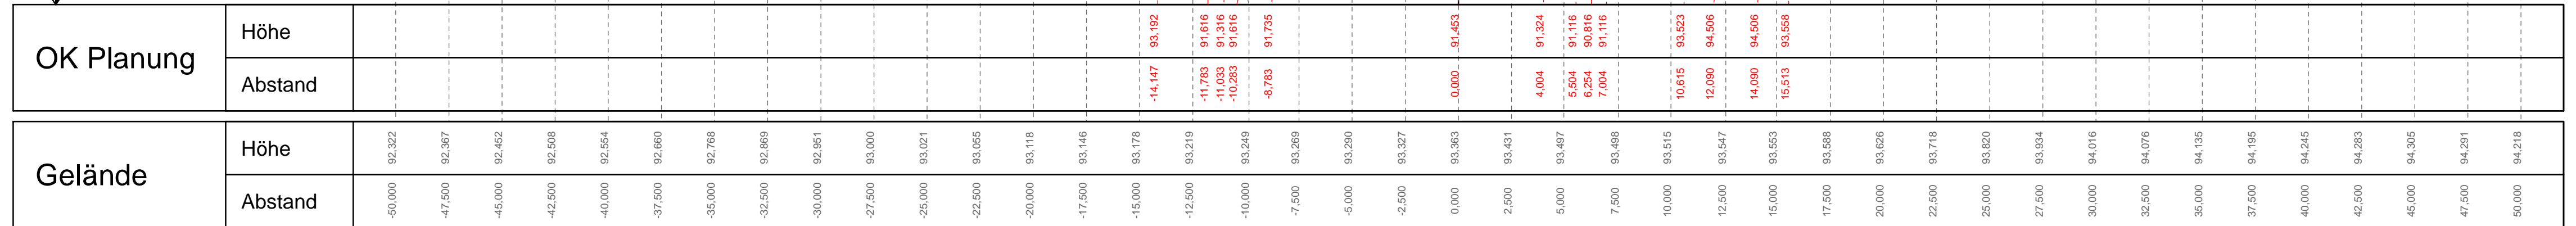 OK Planung
Höhe 93,192 91,616 91,316 91,616 91,735 91,453 91,324 91,116 90,816 91,116 93,523 94,506 94,506 93,558
Abstand -14,147 -11,783 -11,033 -10,283 -8,783 0,000 4,004 5,504 6,254 7,004 10,615 12,090 14,090 15,513
Gelände
Höhe 92,322 92,367 92,452 92,508 92,554 92,660 92,768 92,869 92,951 93,000 93,021 93,055 93,118 93,146 93,178 93,219 93,249 93,269 93,290 93,327 93,363 93,431 93,497 93,498 93,515 93,547 93,553 93,588 93,626 93,718 93,820 93,934 94,016 94,076 94,135 94,195 94,245 94,283 94,305 94,291 94,218
Abstand -50,000 -47,500 -45,000 -42,500 -40,000 -37,500 -35,000 -32,500 -30,000 -27,500 -25,000 -22,500 -20,000 -17,500 -15,000 -12,500 -10,000 -7,500 -5,000 -2,500 0,000 2,500 5,000 7,500 10,000 12,500 15,000 17,500 20,000 22,500 25,000 27,500 30,000 32,500 35,000 37,500 40,000 42,500 45,000 47,500 50,000